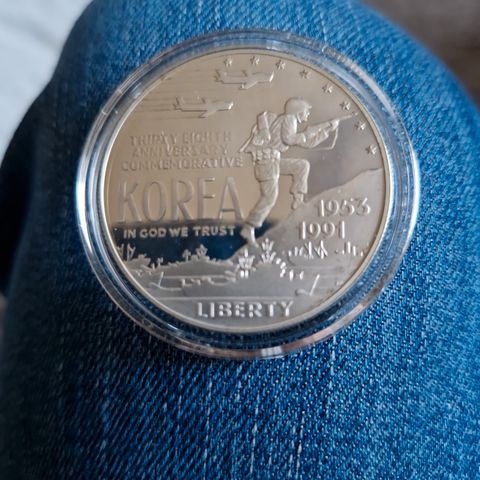 THIRTY EIGHTH
ANNIVERSARY
COMMEMORATIVE
KOREA
IN GOD WE TRUST
1953
1991
LIBERTY